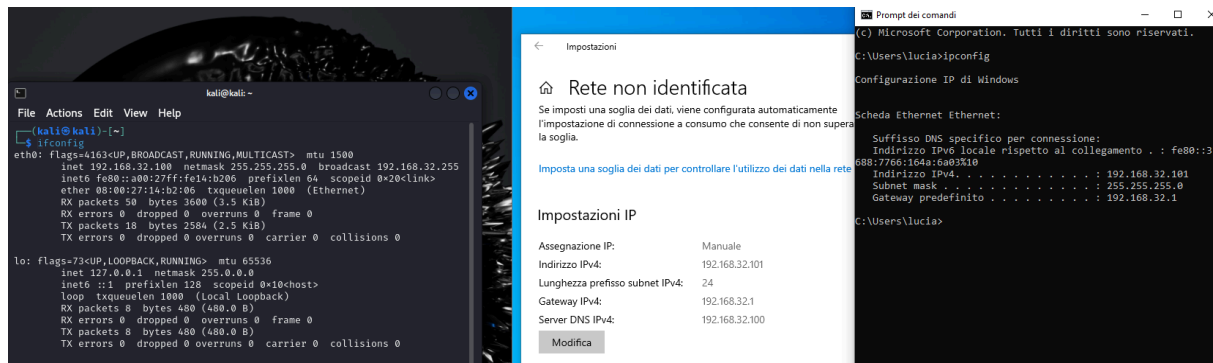 kali@kali: ~
File Actions Edit View Help
(kali㉿kali)-[~]
$ ifconfig
eth0: flags=4163<UP,BROADCAST,RUNNING,MULTICAST> mtu 1500
inet 192.168.32.100 netmask 255.255.255.0 broadcast 192.168.32.255
inet6 fe80::a00:27ff:fe14:b206 prefixlen 64 scopeid 0×20<link>
ether 08:00:27:14:b2:06 txqueuelen 1000 (Ethernet)
RX packets 50 bytes 3600 (3.5 KiB)
RX errors 0 dropped 0 overruns 0 frame 0
TX packets 18 bytes 2584 (2.5 KiB)
TX errors 0 dropped 0 overruns 0 carrier 0 collisions 0
lo: flags=73<UP,LOOPBACK,RUNNING> mtu 65536
inet 127.0.0.1 netmask 255.0.0.0
inet6 ::1 prefixlen 128 scopeid 0×10<host>
loop txqueuelen 1000 (Local Loopback)
RX packets 8 bytes 480 (480.0 B)
RX errors 0 dropped 0 overruns 0 frame 0
TX packets 8 bytes 480 (480.0 B)
TX errors 0 dropped 0 overruns 0 carrier 0 collisions 0
Impostazioni
Rete non identificata
Se imposti una soglia dei dati, viene configurata automaticamente
l'impostazione di connessione a consumo che consente di non supera
la soglia.
Imposta una soglia dei dati per controllare l'utilizzo dei dati nella rete
Impostazioni IP
Assegnazione IP: Manuale
Indirizzo IPv4: 192.168.32.101
Lunghezza prefisso subnet IPv4: 24
Gateway IPv4: 192.168.32.1
Server DNS IPv4: 192.168.32.100
Modifica
Prompt dei comandi
(c) Microsoft Corporation. Tutti i diritti sono riservati.
C:\Users\lucia>ipconfig
Configurazione IP di Windows
Scheda Ethernet Ethernet:
Suffisso DNS specifico per connessione:
Indirizzo IPv6 locale rispetto al collegamento . : fe80::3
688:7766:164a:6a03%10
Indirizzo IPv4. . . . . . . . . . . . : 192.168.32.101
Subnet mask . . . . . . . . . . . . . : 255.255.255.0
Gateway predefinito . . . . . . . . . : 192.168.32.1
C:\Users\lucia>